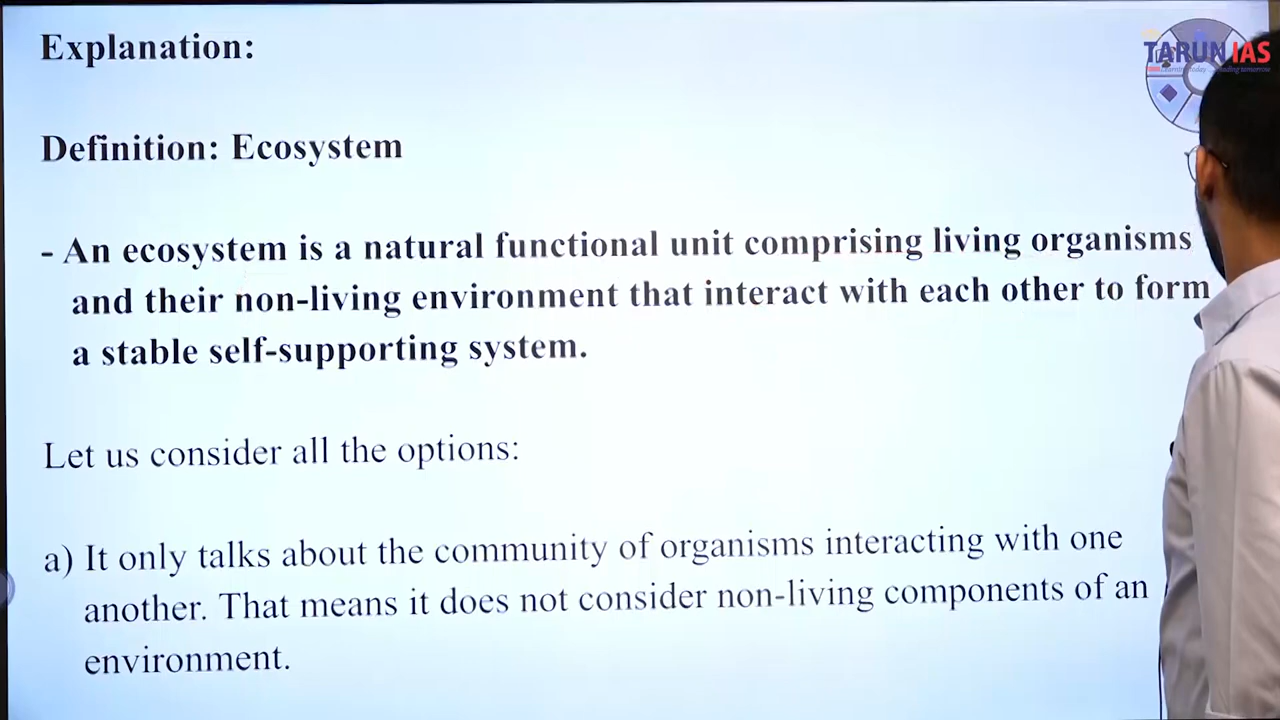 TARUN IAS
Explanation:
Definition: Ecosystem
- An ecosystem is a natural functional unit comprising living organisms
and their non-living environment that interact with each other to form
a stable self-supporting system.
Let us consider all the options:
a) It only talks about the community of organisms interacting with one
another. That means it does not consider non-living components of an
environment.